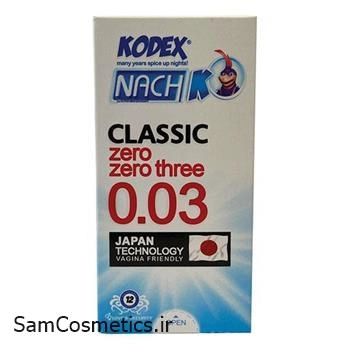 KODEX
many years spice up nights!
NACH K
CLASSIC
zero
zero three
0.03
JAPAN
TECHNOLOGY
VAGINA FRIENDLY
12
OPEN
SamCosmetics.ir